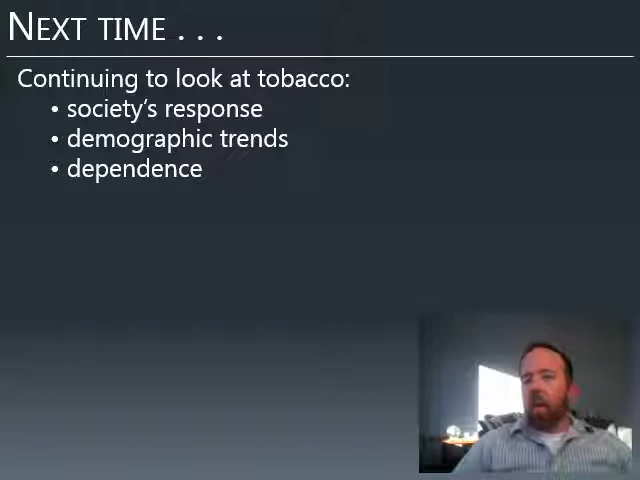 Next time . . .
Continuing to look at tobacco:
• society's response
• demographic trends
• dependence